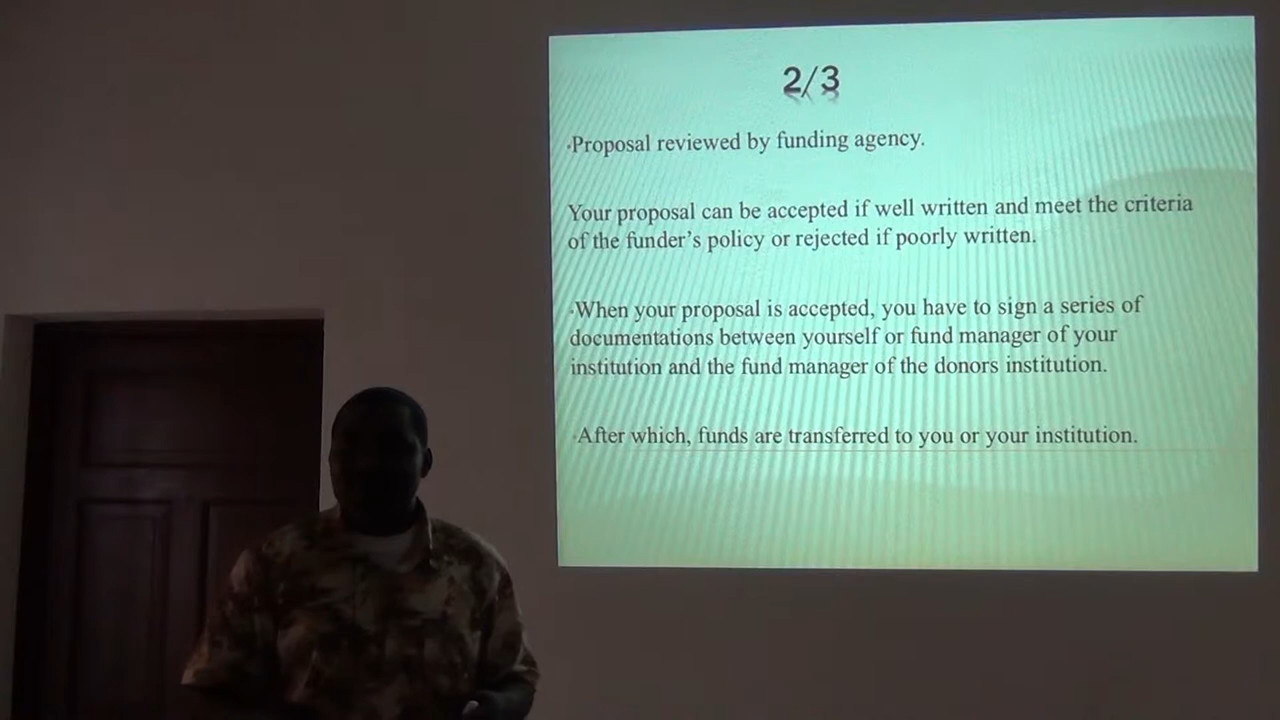 2/3
·Proposal reviewed by funding agency.
Your proposal can be accepted if well written and meet the criteria
of the funder's policy or rejected if poorly written.
·When your proposal is accepted, you have to sign a series of
documentations between yourself or fund manager of your
institution and the fund manager of the donors institution.
·After which, funds are transferred to you or your institution.